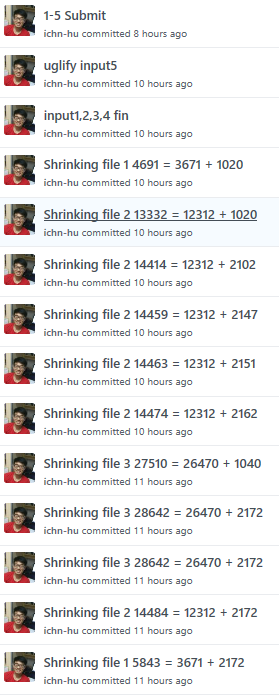 1-5 Submit
ichn-hu committed 8 hours ago
uglify input5
ichn-hu committed 10 hours ago
input1,2,3,4 fin
ichn-hu committed 10 hours ago
Shrinking file 1 4691 = 3671 + 1020
ichn-hu committed 10 hours ago
Shrinking file 2 13332 = 12312 + 1020
ichn-hu committed 10 hours ago
Shrinking file 2 14414 = 12312 + 2102
ichn-hu committed 10 hours ago
Shrinking file 2 14459 = 12312 + 2147
ichn-hu committed 10 hours ago
Shrinking file 2 14463 = 12312 + 2151
ichn-hu committed 10 hours ago
Shrinking file 2 14474 = 12312 + 2162
ichn-hu committed 10 hours ago
Shrinking file 3 27510 = 26470 + 1040
ichn-hu committed 11 hours ago
Shrinking file 3 28642 = 26470 + 2172
ichn-hu committed 11 hours ago
Shrinking file 3 28642 = 26470 + 2172
ichn-hu committed 11 hours ago
Shrinking file 2 14484 = 12312 + 2172
ichn-hu committed 11 hours ago
Shrinking file 1 5843 = 3671 + 2172
ichn-hu committed 11 hours ago